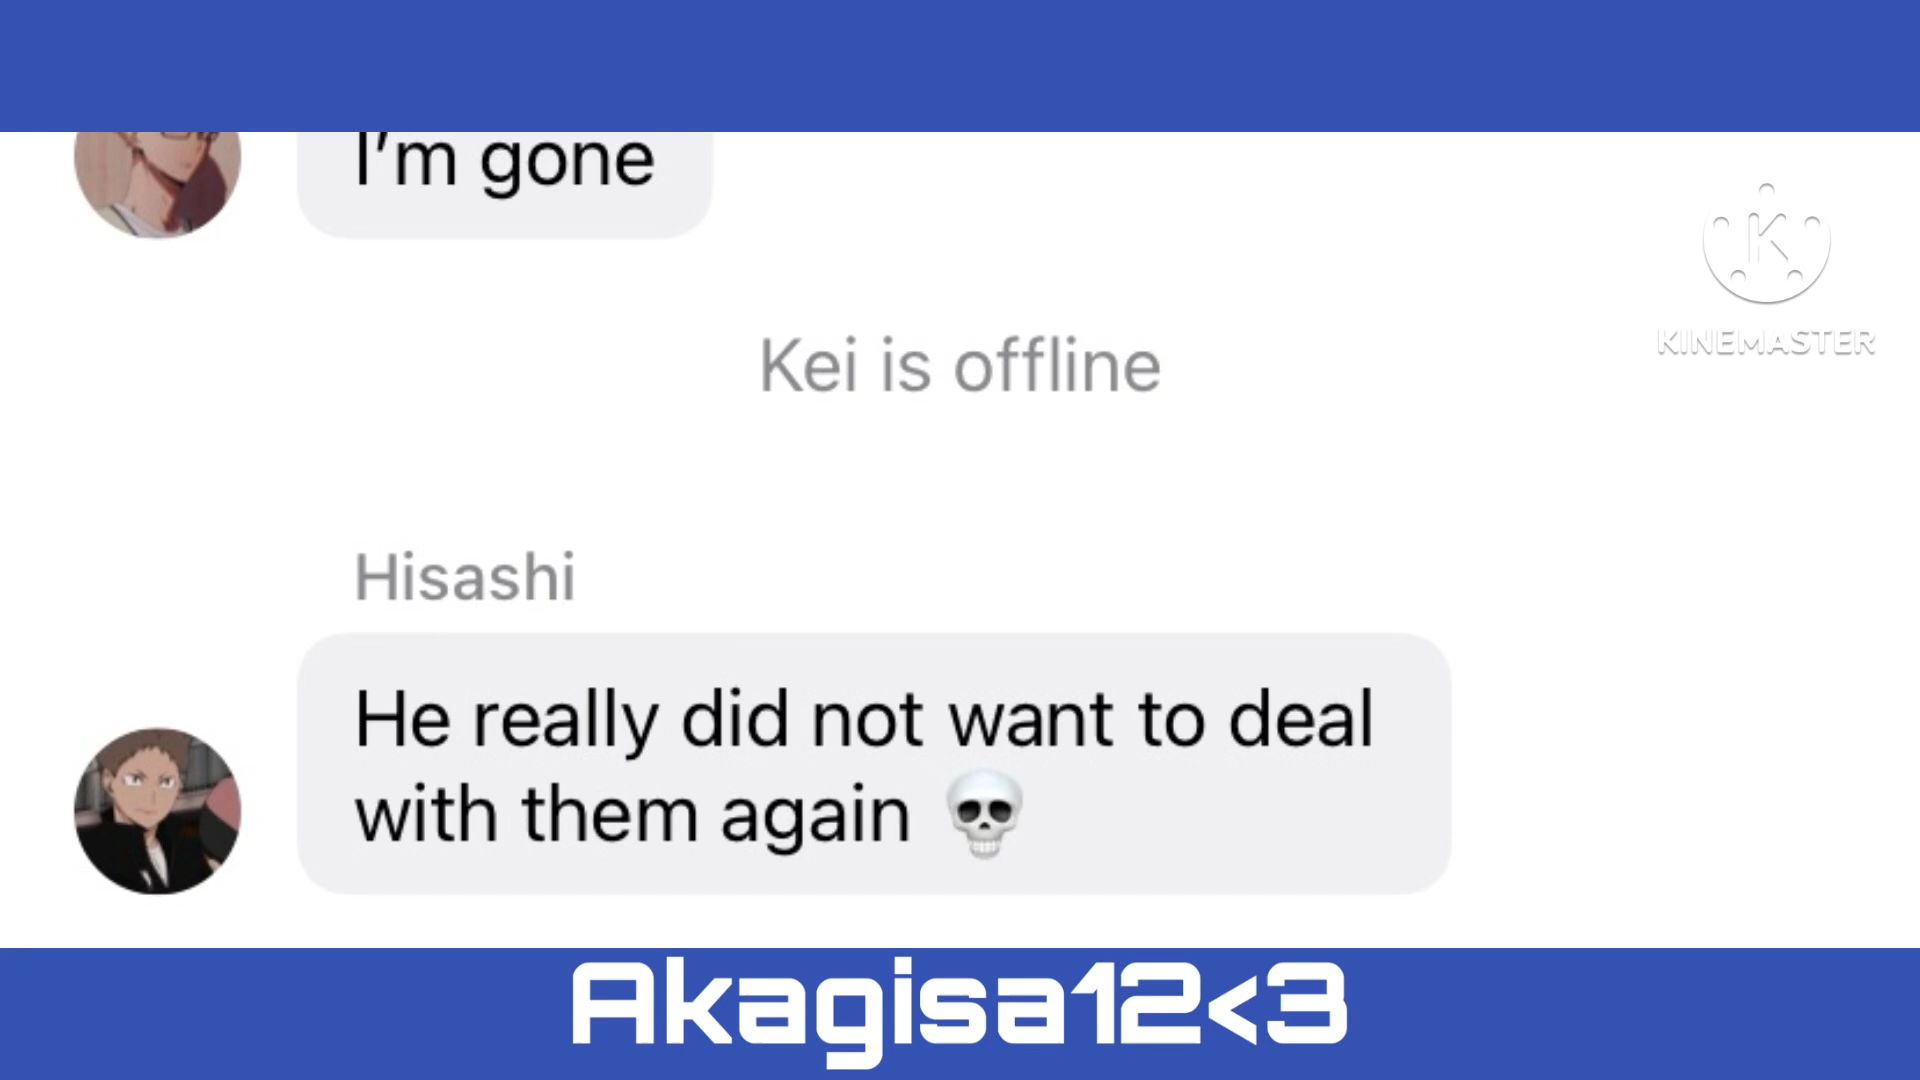 I'm gone
K
KINEMASTER
Kei is offline
Hisashi
He really did not want to deal
with them again 💀
Akagisa12<3